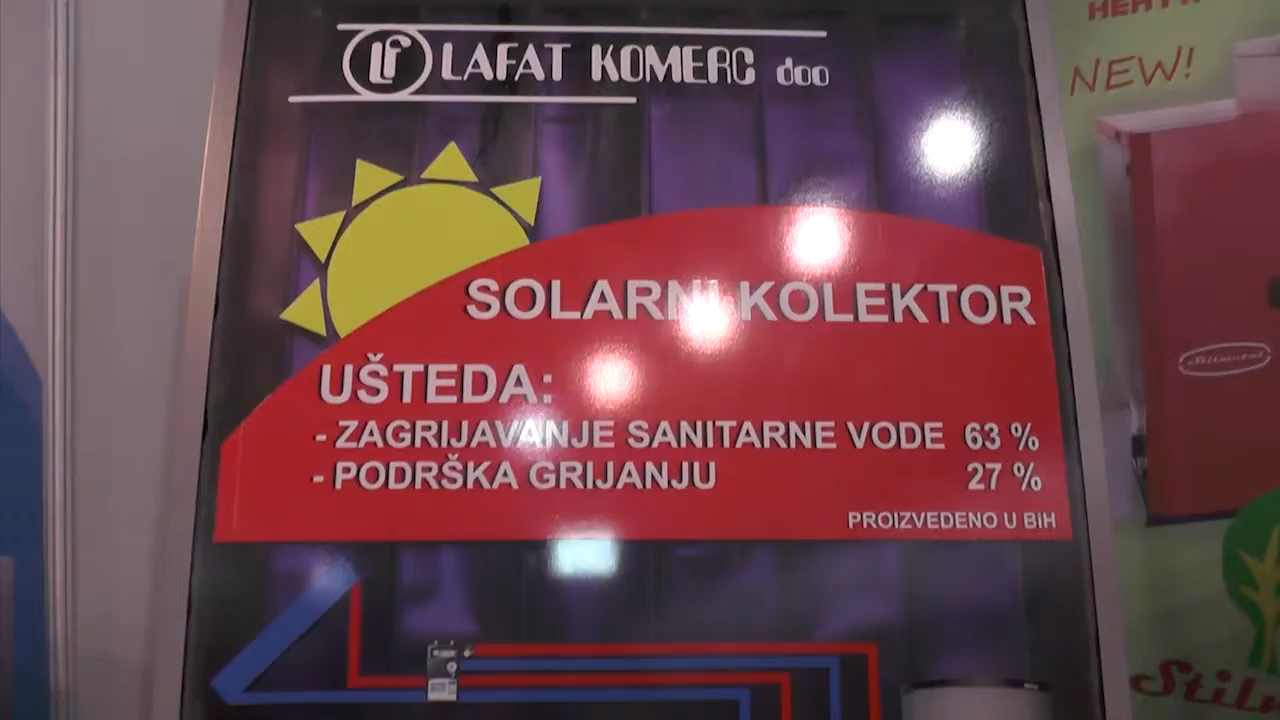 LAFAT KOMERC doo
SOLARNI KOLEKTOR
UŠTEDA:
- ZAGRIJAVANJE SANITARNE VODE 63 %
- PODRŠKA GRIJANJU 27 %
PROIZVEDENO U BiH
NEW!